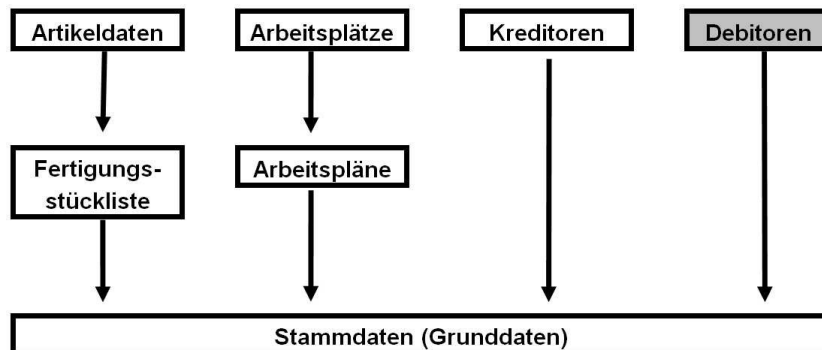 Artikeldaten
Arbeitsplätze
Kreditoren
Debitoren
Fertigungs-
stückliste
Arbeitspläne
Stammdaten (Grunddaten)